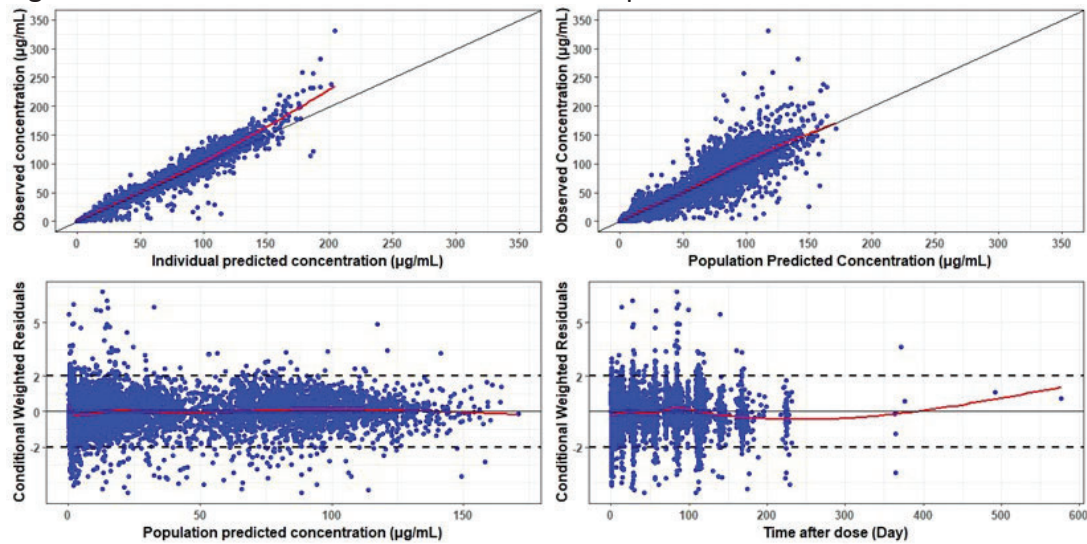 350
300
250
200
150
100
50
0
Observed concentration (µg/mL)
0 50 100 150 200 250 300 350
Individual predicted concentration (µg/mL)
350
300
250
200
150
100
50
0
Observed Concentration (µg/mL)
0 50 100 150 200 250 300 350
Population Predicted Concentration (µg/mL)
5
2
0
-2
Conditional Weighted Residuals
0 50 100 150
Population predicted concentration (µg/mL)
5
2
0
-2
Conditional Weighted Residuals
0 100 200 300 400 500 600
Time after dose (Day)